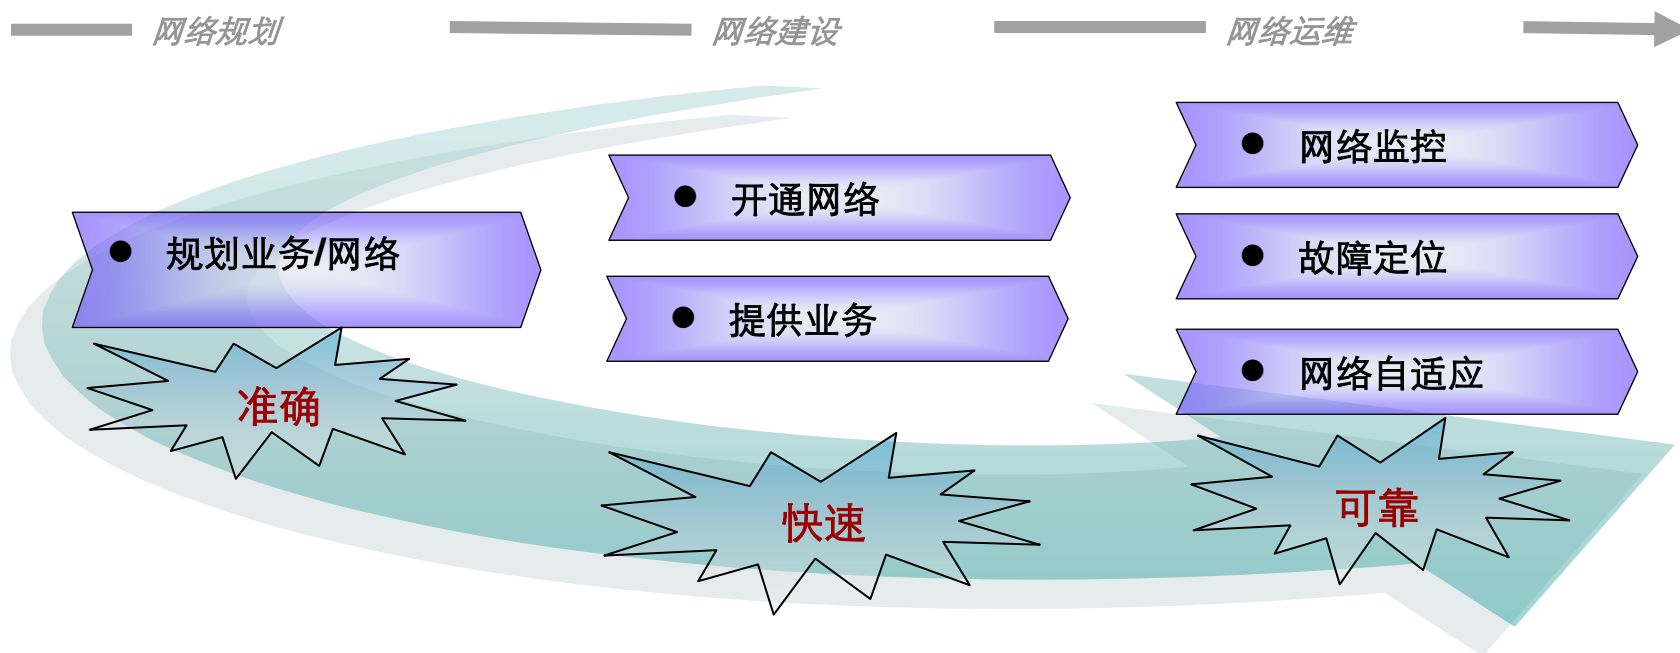 网络规划
网络建设
网络运维
● 规划业务/网络
准确
● 开通网络
● 提供业务
快速
● 网络监控
● 故障定位
● 网络自适应
可靠